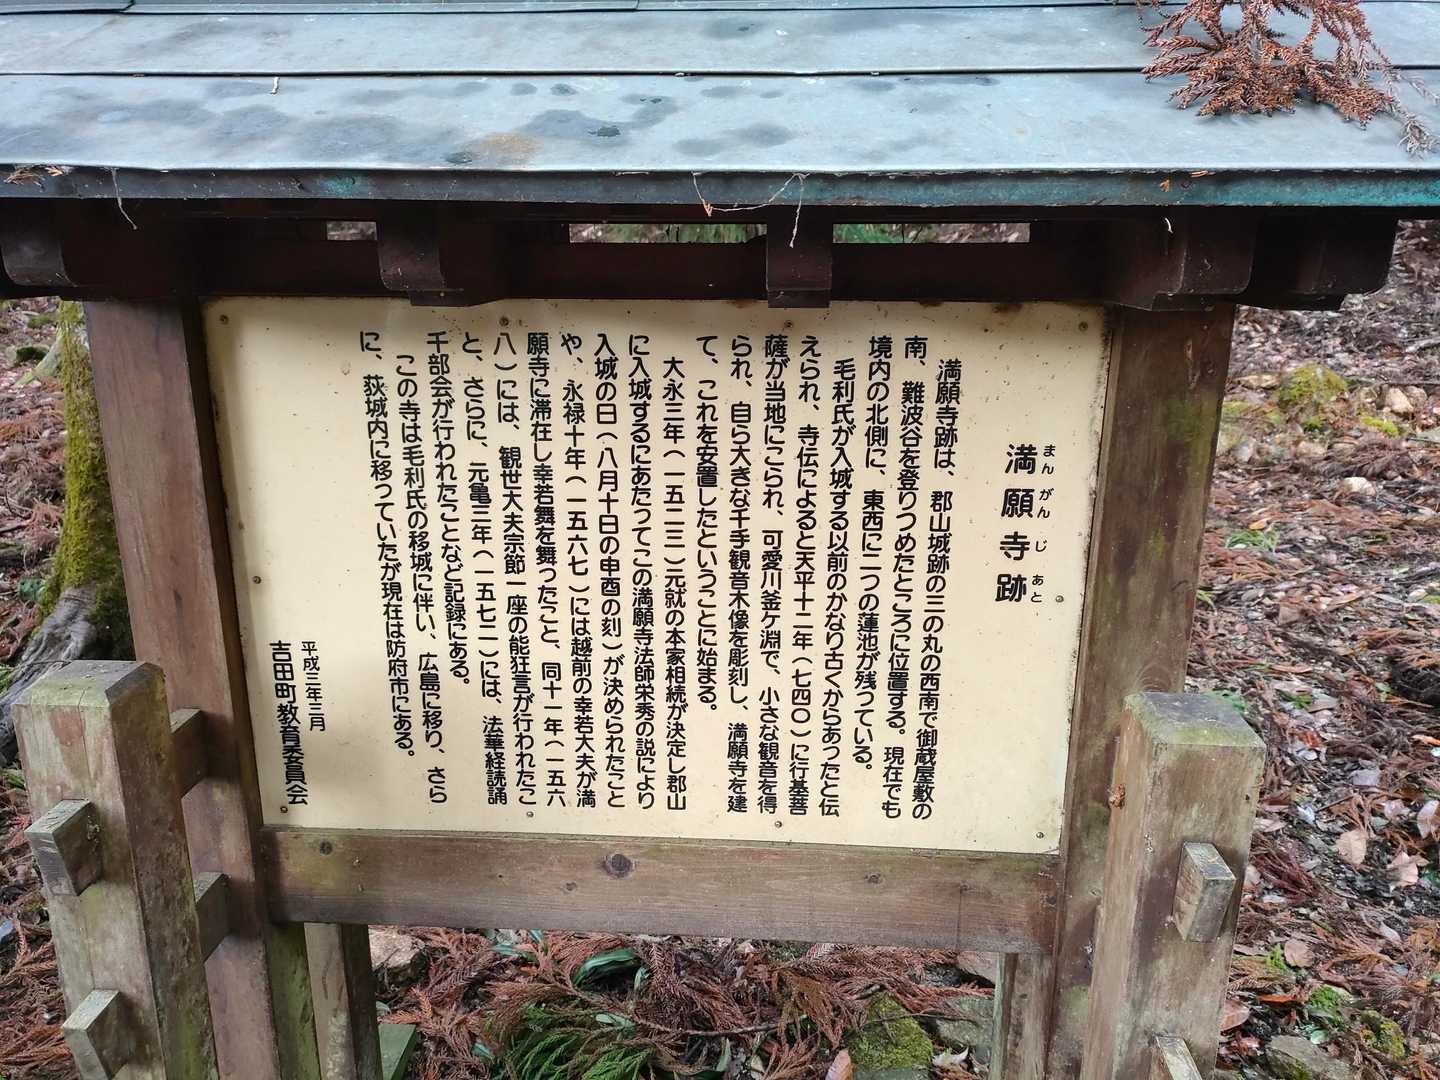 満願寺跡
まんがんじあと
満願寺跡は、郡山城跡の三の丸の西南で御蔵屋敷の
南、難波谷を登りつめたところに位置する。現在でも
境内の北側に、東西に二つの蓮池が残っている。
毛利氏が入城する以前のかなり古くからあったと伝
えられ、寺伝によると天平十二年(七四〇)に行基菩
薩が当地にこられ、可愛川釜ケ淵で、小さな観音を得
られ、自ら大きな千手観音木像を彫刻し、満願寺を建
て、これを安置したということに始まる。
大永三年(一五二三)元就の本家相続が決定し郡山
に入城するにあたってこの満願寺法師栄秀の説により
入城の日(八月十日の申酉の刻)が決められたこと
や、永禄十年(一五六七)には越前の幸若大夫が満
願寺に滞在し幸若舞を舞ったこと、同十一年(一五六
八)には、観世大夫宗節一座の能狂言が行われたこ
と、さらに、元亀三年(一五七二)には、法華経読誦
千部会が行われたことなど記録にある。
この寺は毛利氏の移城に伴い、広島に移り、さら
に、萩城内に移っていたが現在は防府市にある。
平成三年三月
吉田町教育委員会